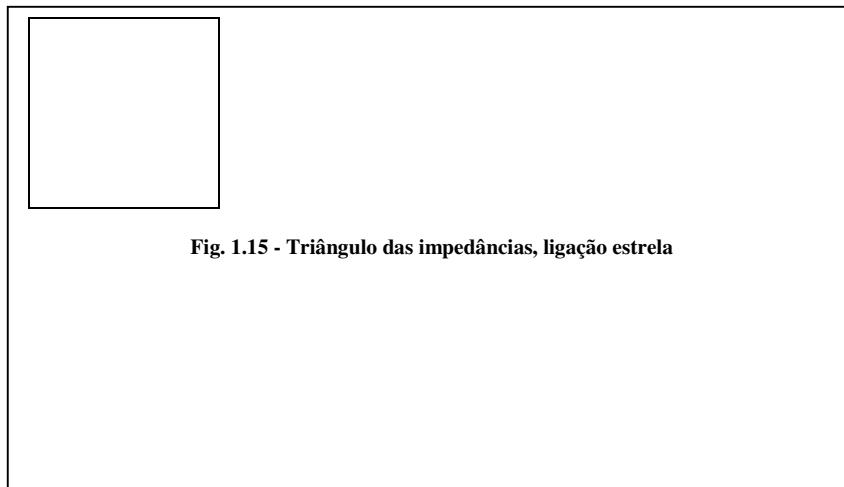 Fig. 1.15 - Triângulo das impedâncias, ligação estrela